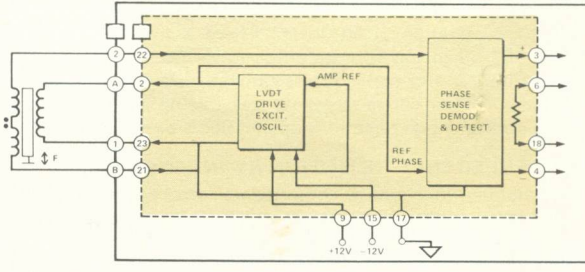 2
22
3
A
2
AMP REF
6
LVDT
DRIVE
EXCIT.
OSCIL.
PHASE
SENSE
DEMOD
& DETECT
1
23
F
REF
PHASE
18
B
21
4
+
–
9
15
17
+12V
–12V